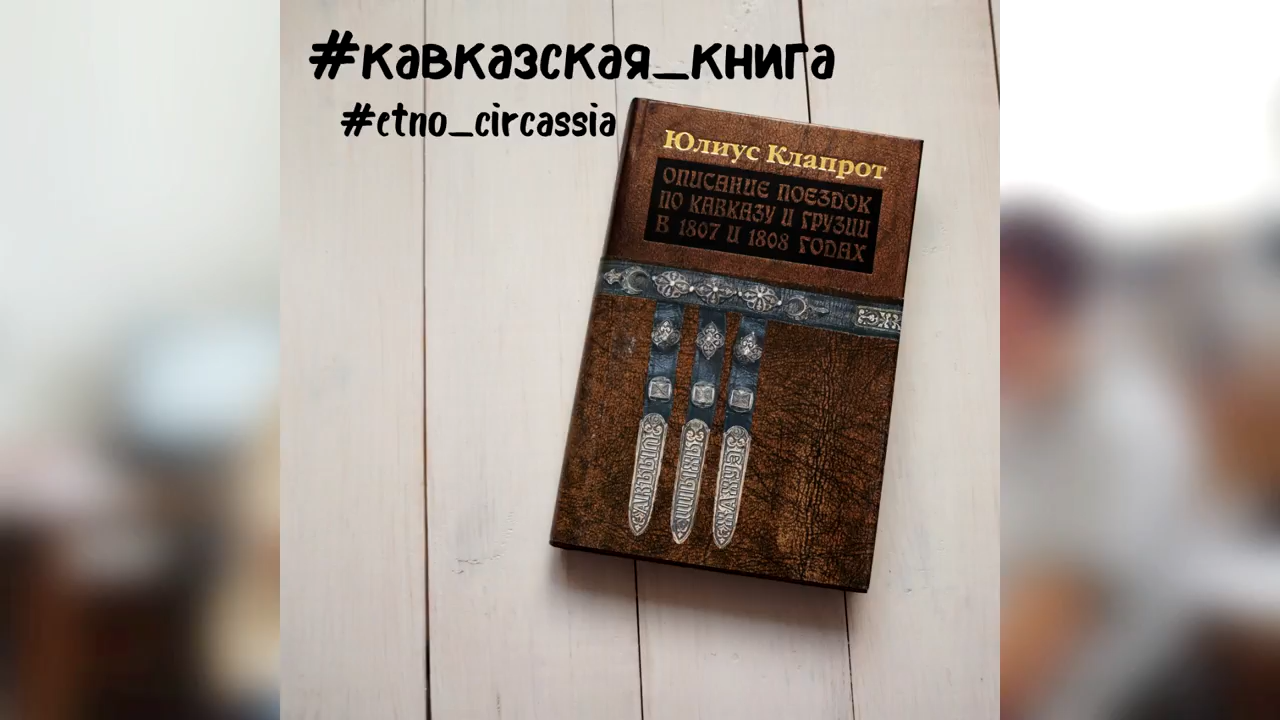 #кавказская_книга
#etno_circassia
Юлиус Клапрот
ОПИСАНИЕ ПОЕЗДОК
ПО КАВКАЗУ И ГРУЗИИ
В 1807 И 1808 ГОДАХ